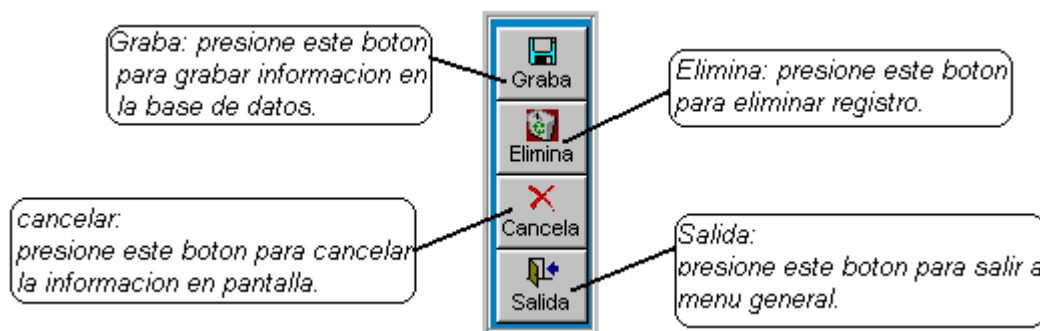 Graba: presione este boton
para grabar informacion en
la base de datos.
Graba
Elimina: presione este boton
para eliminar registro.
Elimina
cancelar:
presione este boton para cancelar
la informacion en pantalla.
Cancela
Salida:
presione este boton para salir a
menu general.
Salida